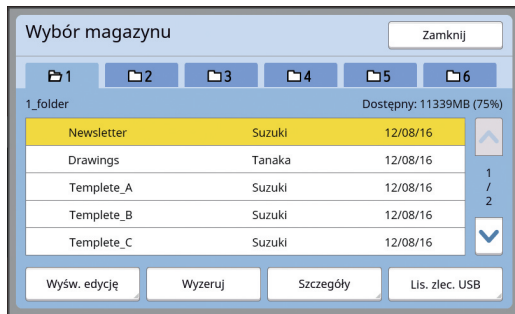 Wybór magazynu Zamknij
1 2 3 4 5 6
1_folder Dostępny: 11339MB (75%)
Newsletter Suzuki 12/08/16
Drawings Tanaka 12/08/16
Templete_A Suzuki 12/08/16
Templete_B Suzuki 12/08/16
Templete_C Suzuki 12/08/16
1
/
2
Wyśw. edycję Wyzeruj Szczegóły Lis. zlec. USB